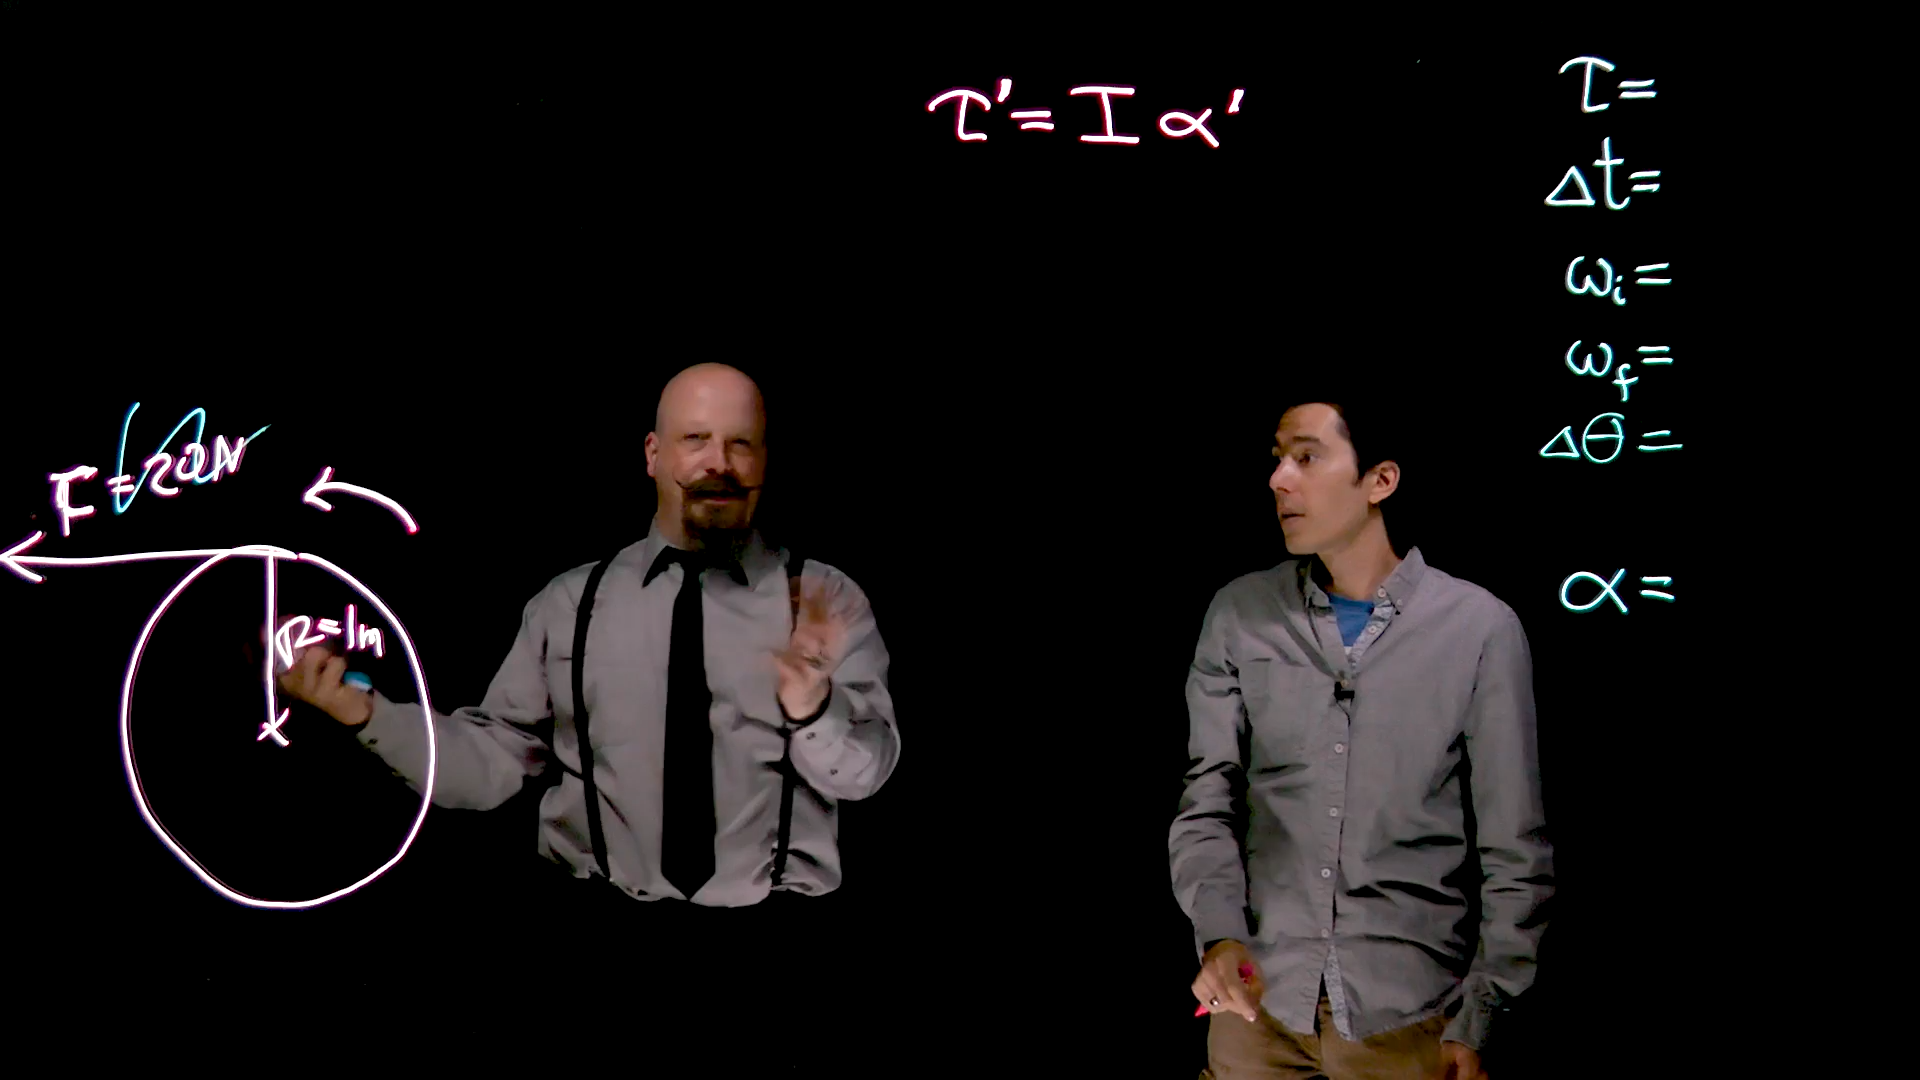 τ' = I α'
τ =
Δt =
ωᵢ =
ω_f =
Δθ =
α =
F = 20N
R = 1m